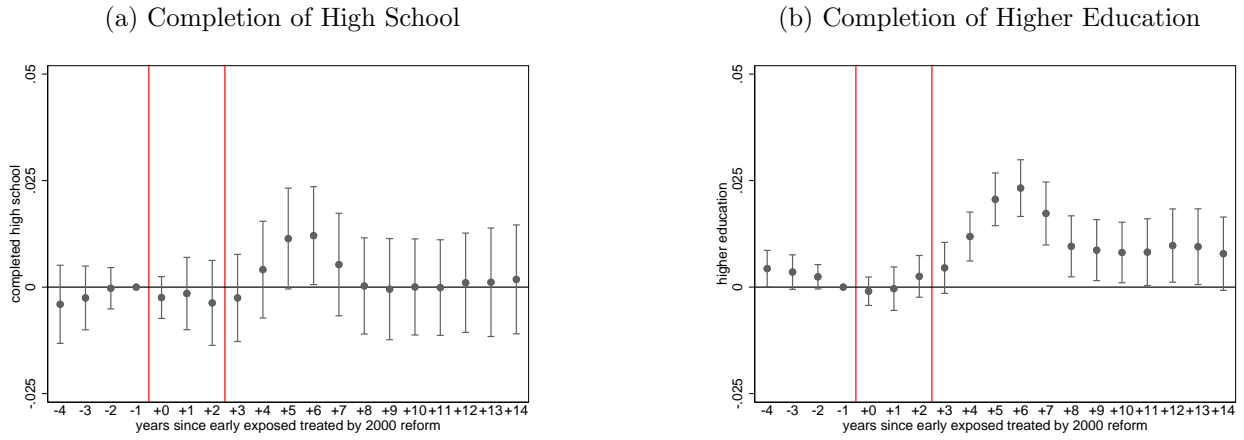 (a) Completion of High School
.05
.025
0
-.025
completed high school
-4 -3 -2 -1 +0 +1 +2 +3 +4 +5 +6 +7 +8 +9 +10 +11 +12 +13 +14
years since early exposed treated by 2000 reform
(b) Completion of Higher Education
.05
.025
0
-.025
higher education
-4 -3 -2 -1 +0 +1 +2 +3 +4 +5 +6 +7 +8 +9 +10 +11 +12 +13 +14
years since early exposed treated by 2000 reform